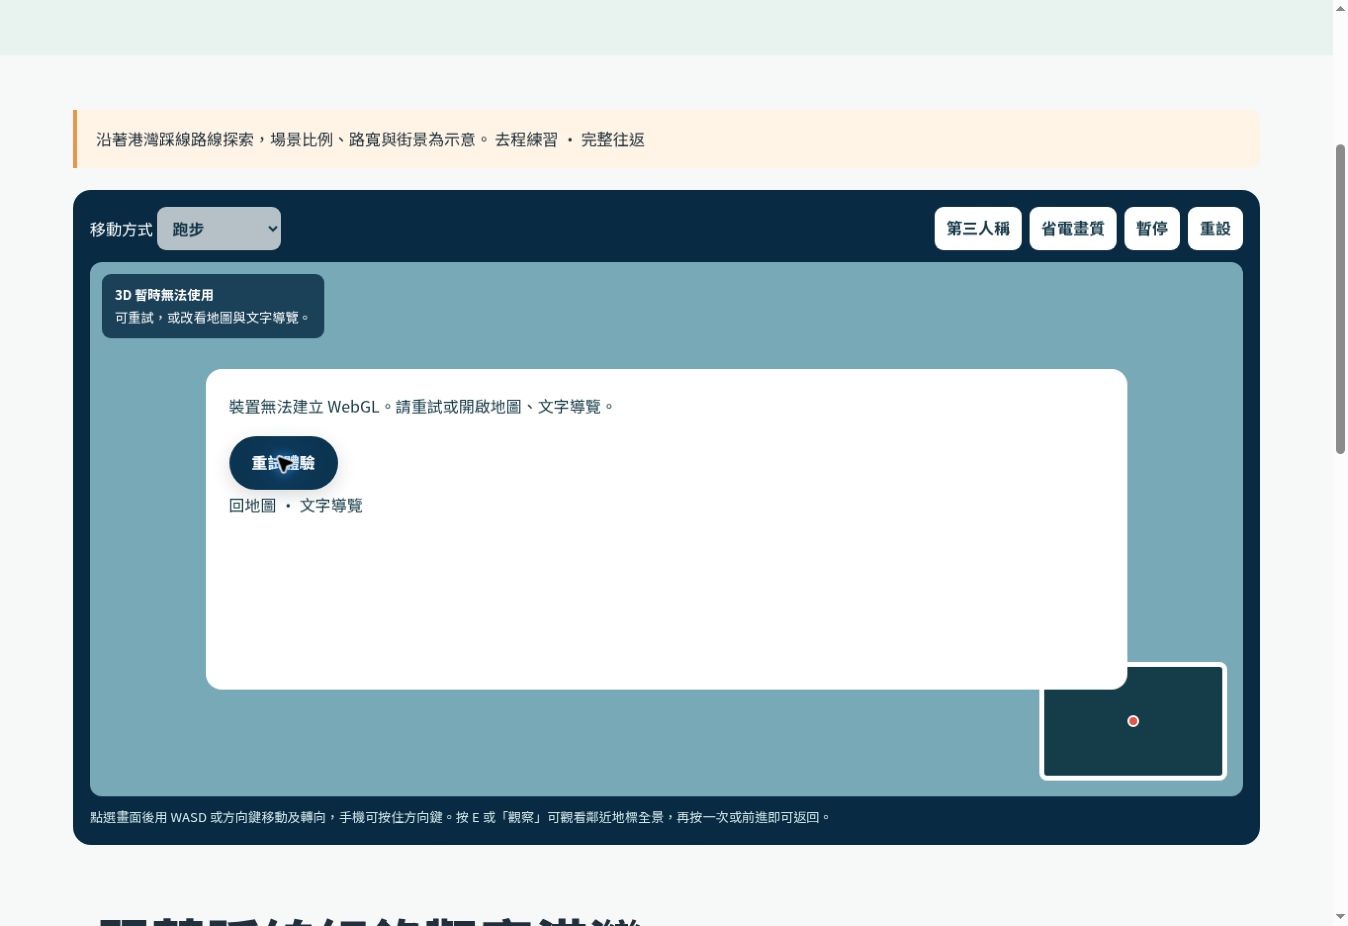 沿著港灣踩線路線探索，場景比例、路寬與街景為示意。 去程練習 · 完整往返
移動方式 跑步 第三人稱 省電畫質 暫停 重設
3D 暫時無法使用
可重試，或改看地圖與文字導覽。
裝置無法建立 WebGL。請重試或開啟地圖、文字導覽。
重試體驗
回地圖 · 文字導覽
點選畫面後用 WASD 或方向鍵移動及轉向，手機可按住方向鍵。按 E 或「觀察」可觀看鄰近地標全景，再按一次或前進即可返回。